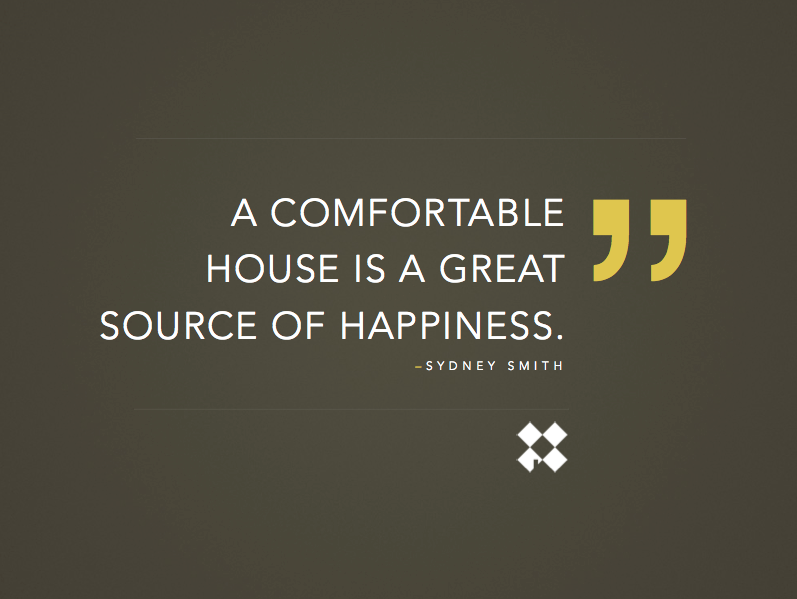 A COMFORTABLE
HOUSE IS A GREAT
SOURCE OF HAPPINESS.
”
–SYDNEY SMITH